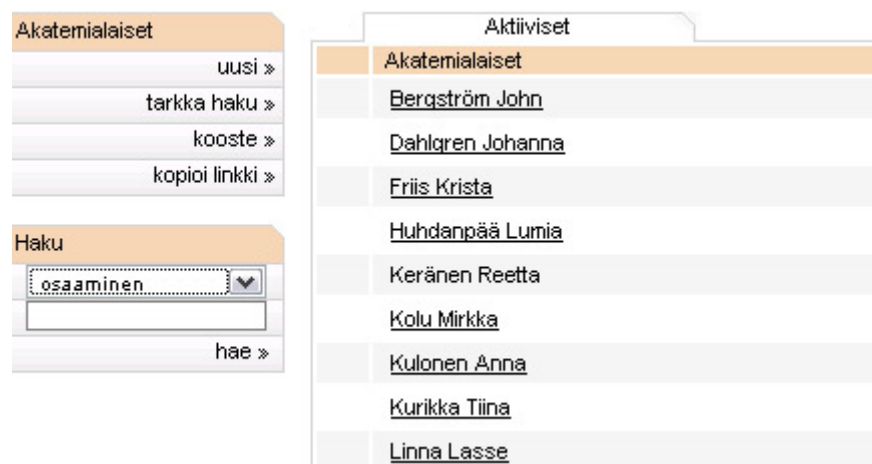 Akatemialaiset
uusi »
tarkka haku »
kooste »
kopioi linkki »
Haku
osaaminen
hae »
Aktiiviset
Akatemialaiset
Bergström John
Dahlgren Johanna
Friis Krista
Huhdanpää Lumia
Keränen Reetta
Kolu Mirkka
Kulonen Anna
Kurikka Tiina
Linna Lasse